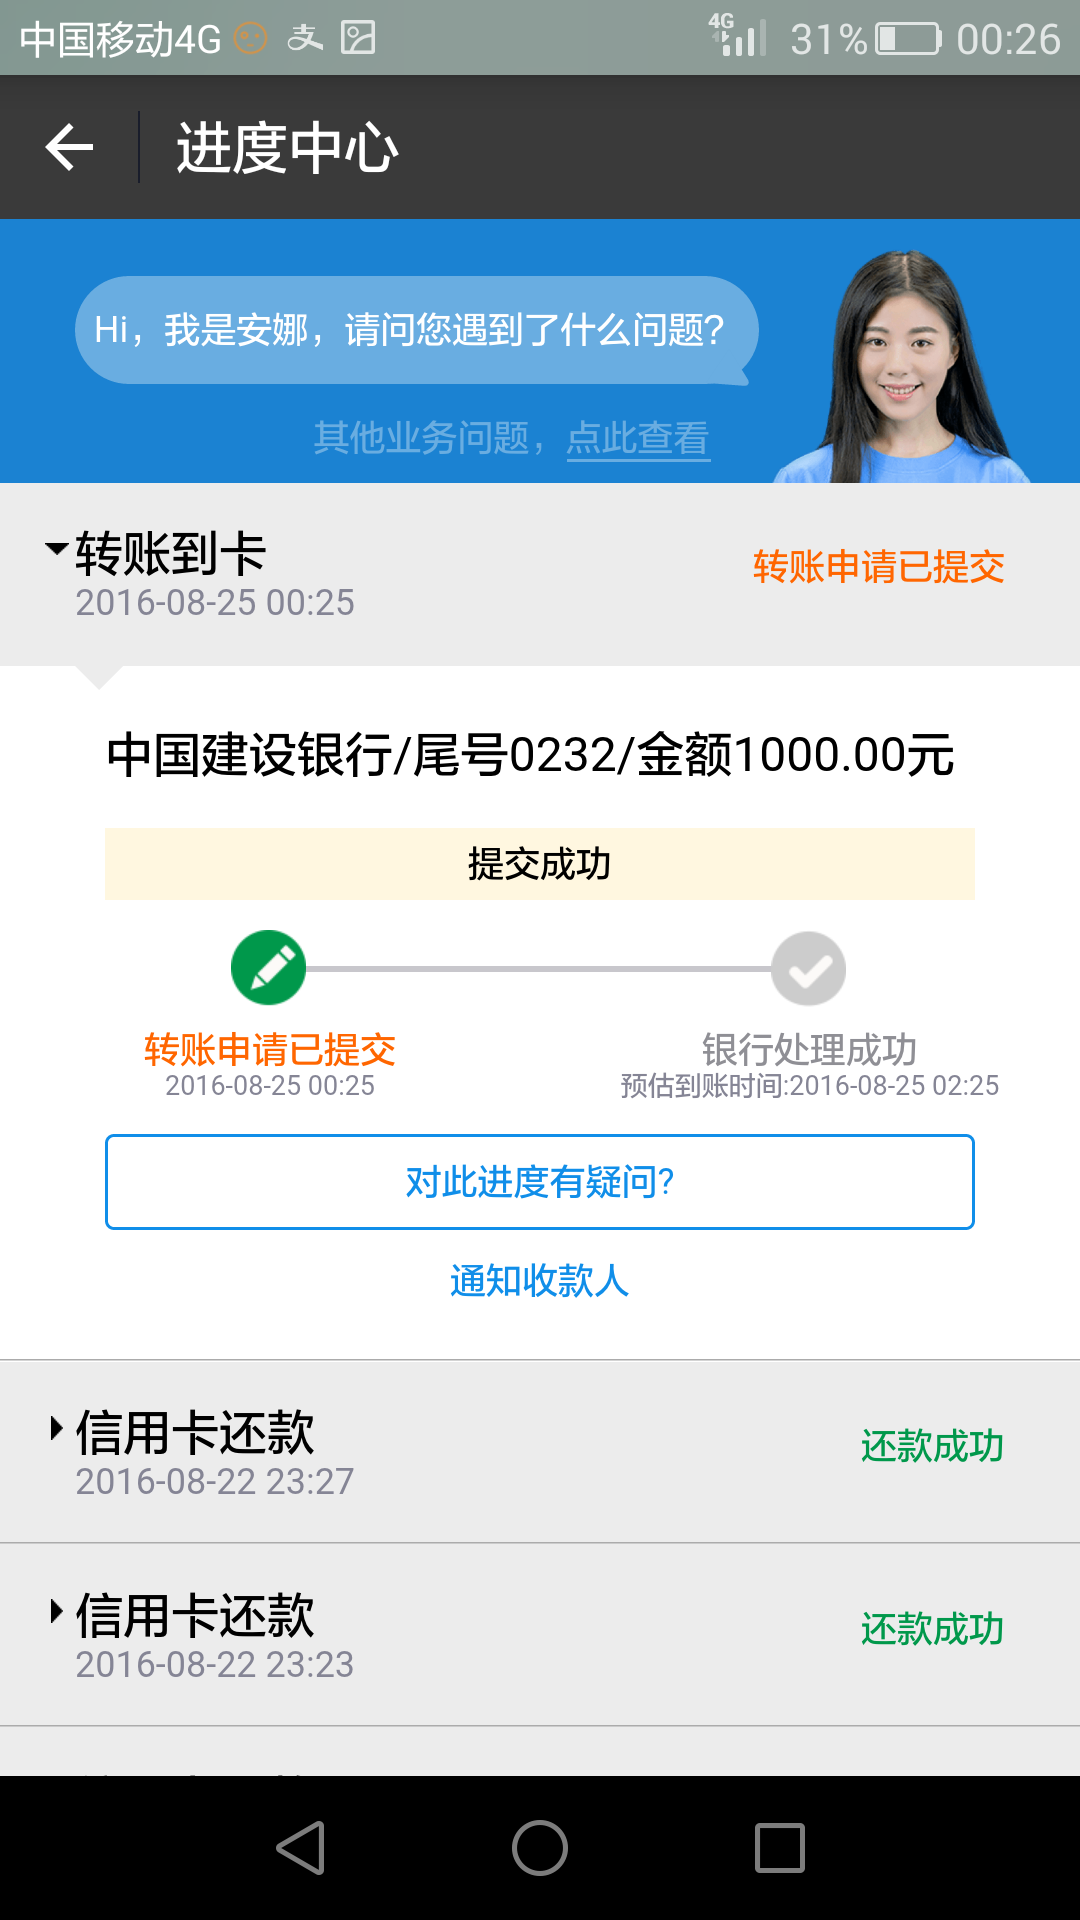 中国移动4G 4G 31% 00:26
进度中心
Hi，我是安娜，请问您遇到了什么问题?
其他业务问题，点此查看
转账到卡
2016-08-25 00:25
转账申请已提交
中国建设银行/尾号0232/金额1000.00元
提交成功
转账申请已提交
2016-08-25 00:25
银行处理成功
预估到账时间:2016-08-25 02:25
对此进度有疑问?
通知收款人
信用卡还款
2016-08-22 23:27
还款成功
信用卡还款
2016-08-22 23:23
还款成功